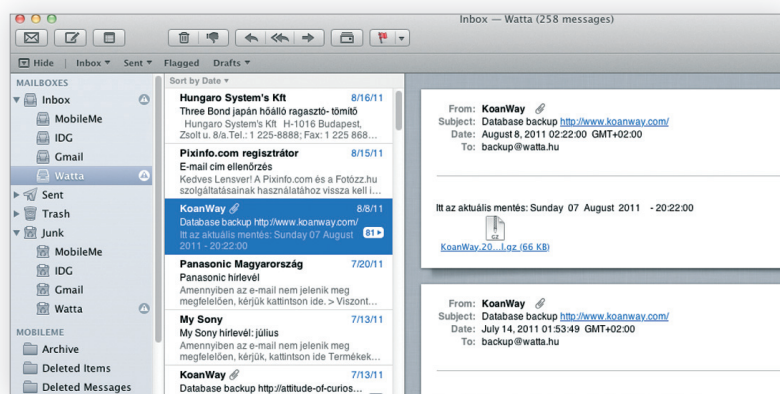 Inbox — Watta (258 messages)
Hide Inbox Sent Flagged Drafts
MAILBOXES
Inbox
MobileMe
IDG
Gmail
Watta
Sent
Trash
Junk
MobileMe
IDG
Gmail
Watta
MOBILEME
Archive
Deleted Items
Deleted Messages
Sort by Date
Hungaro System's Kft 8/16/11
Three Bond japán hőálló ragasztó- tömítő
Hungaro System's Kft H-1016 Budapest,
Zsolt u. 8/a.Tel.: 1 225-8888; Fax: 1 225 868...
Pixinfo.com regisztrátor 8/15/11
E-mail cím ellenőrzés
Kedves Lensver! A Pixinfo.com és a Fotózz.hu
szolgáltatásainak használatához vissza kell i...
KoanWay 8/8/11
Database backup http://www.koanway.com/
Itt az aktuális mentés: Sunday 07 August 81
2011 - 20:22:00
Panasonic Magyarország 7/20/11
Panasonic hírlevél
Amennyiben az e-mail nem jelenik meg
megfelelően, kérjük kattintson ide. > Viszont...
My Sony 7/13/11
My Sony hírlevél: július
Amennyiben az e-mail nem jelenik meg
megfelelően, kérjük, kattintson ide Termékek...
KoanWay 7/13/11
Database backup http://attitude-of-curios...
From: KoanWay
Subject: Database backup http://www.koanway.com/
Date: August 8, 2011 02:22:00 GMT+02:00
To: backup@watta.hu
Itt az aktuális mentés: Sunday 07 August 2011 - 20:22:00
GZ
KoanWay.20...l.gz (66 KB)
From: KoanWay
Subject: Database backup http://www.koanway.com/
Date: July 14, 2011 01:53:49 GMT+02:00
To: backup@watta.hu